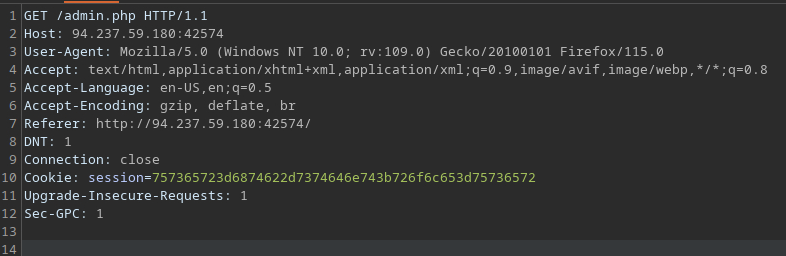 1 GET /admin.php HTTP/1.1
2 Host: 94.237.59.180:42574
3 User-Agent: Mozilla/5.0 (Windows NT 10.0; rv:109.0) Gecko/20100101 Firefox/115.0
4 Accept: text/html,application/xhtml+xml,application/xml;q=0.9,image/avif,image/webp,*/*;q=0.8
5 Accept-Language: en-US,en;q=0.5
6 Accept-Encoding: gzip, deflate, br
7 Referer: http://94.237.59.180:42574/
8 DNT: 1
9 Connection: close
10 Cookie: session=757365723d6874622d7374646e743b726f6c653d75736572
11 Upgrade-Insecure-Requests: 1
12 Sec-GPC: 1
13
14